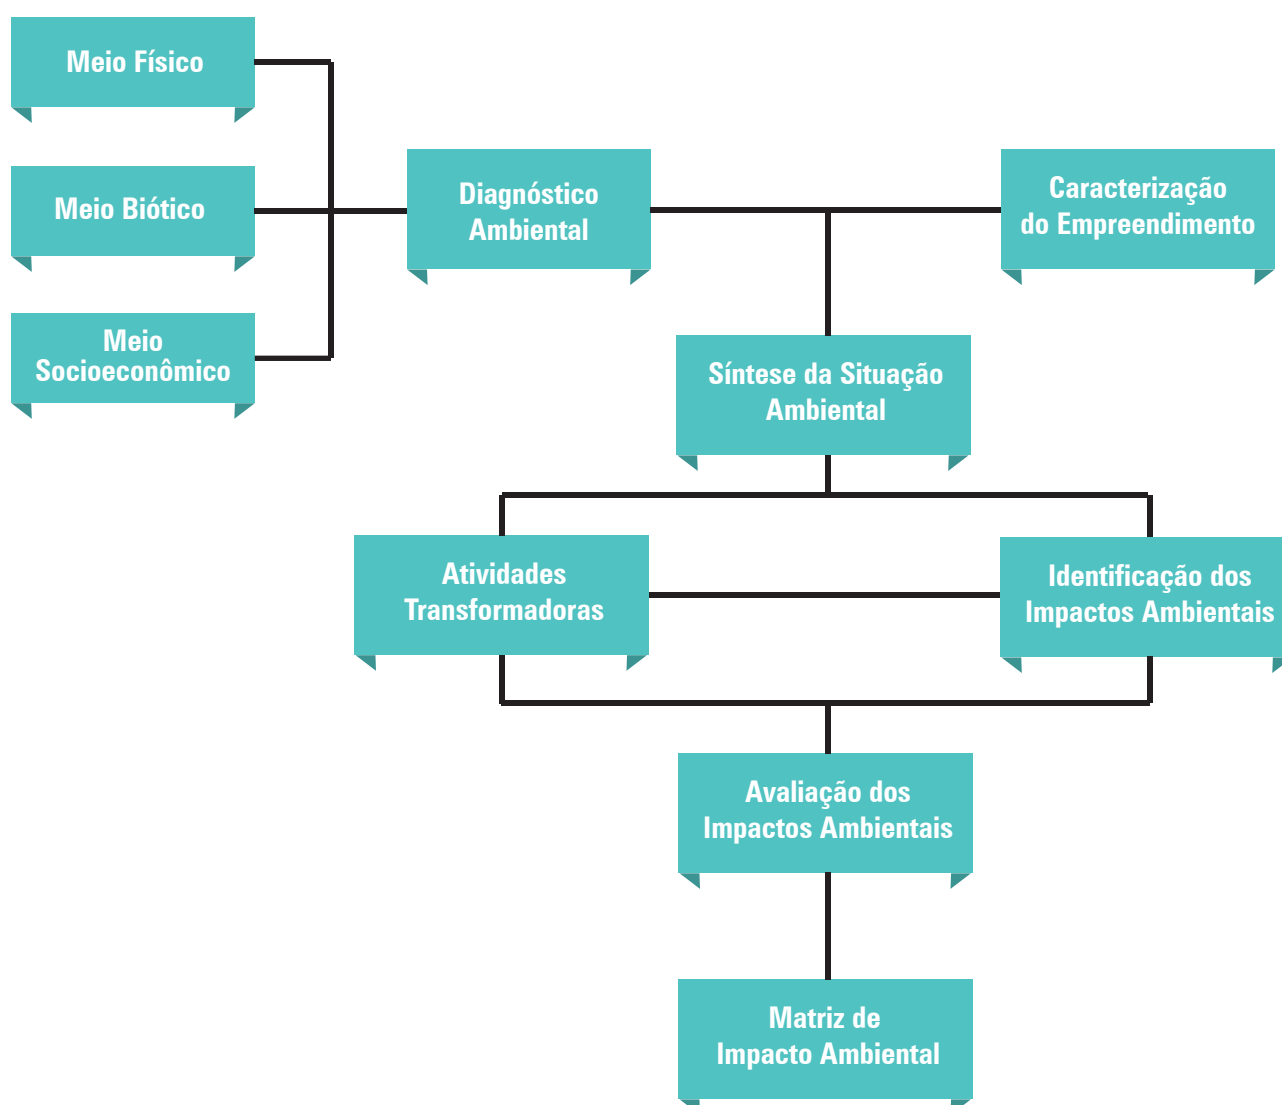 Meio Físico
Meio Biótico
Meio
Socioeconômico
Diagnóstico
Ambiental
Caracterização
do Empreendimento
Síntese da Situação
Ambiental
Atividades
Transformadoras
Identificação dos
Impactos Ambientais
Avaliação dos
Impactos Ambientais
Matriz de
Impacto Ambiental